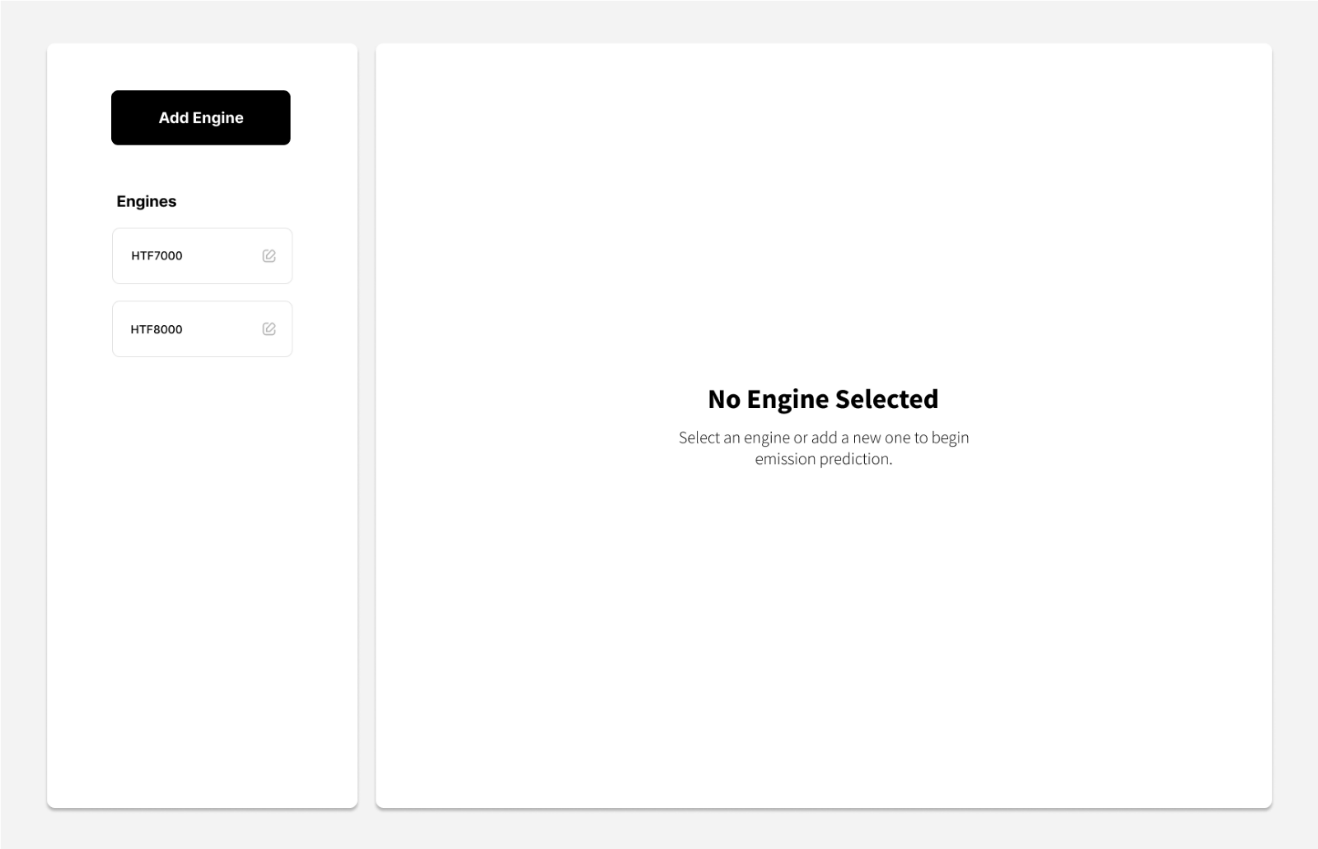 Add Engine
Engines
HTF7000
HTF8000
No Engine Selected
Select an engine or add a new one to begin
emission prediction.